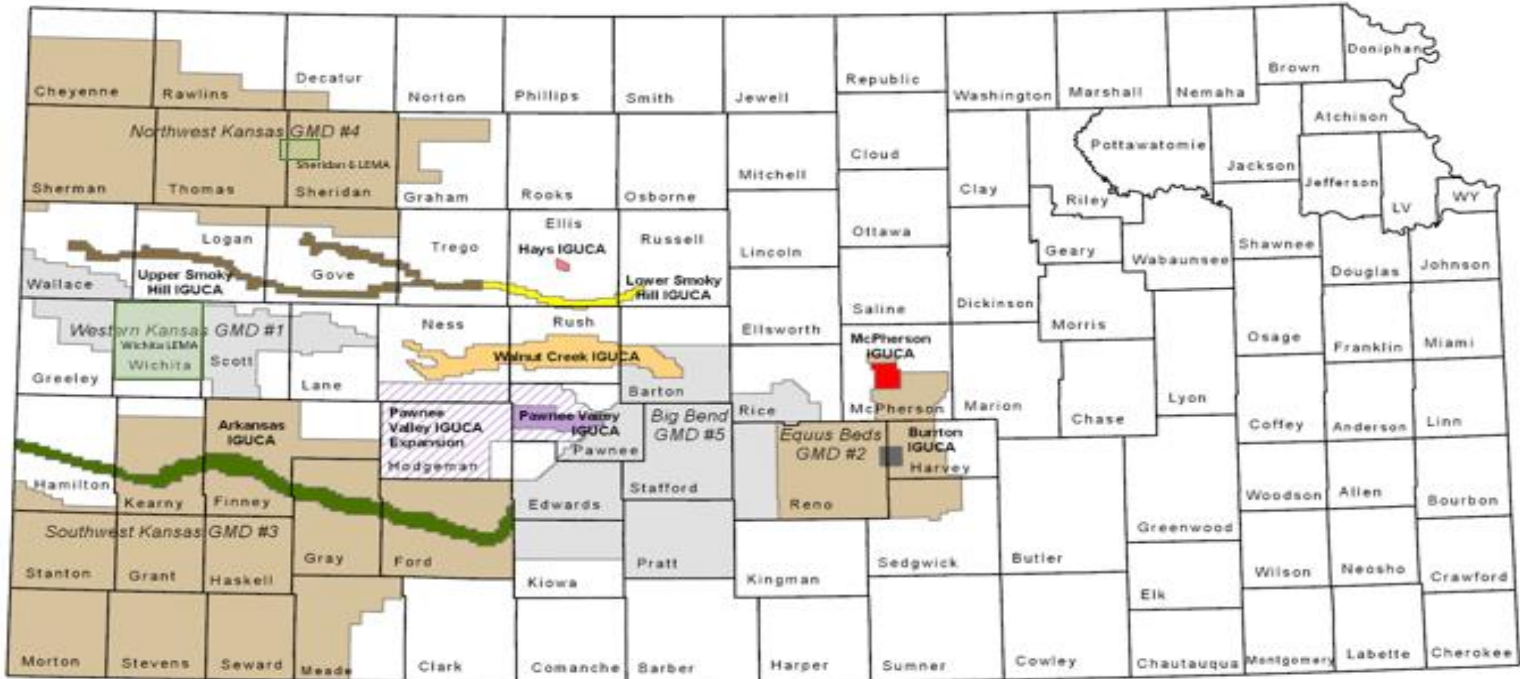 Cheyenne
Rawlins
Decatur
Norton
Phillips
Smith
Jewell
Republic
Washington
Marshall
Nemaha
Brown
Doniphan
Northwest Kansas GMD #4
Sheridan 6 LEMA
Sherman
Thomas
Sheridan
Graham
Rooks
Osborne
Mitchell
Cloud
Clay
Riley
Pottawatomie
Jackson
Atchison
Jefferson
LV
WY
Wallace
Logan
Upper Smoky
Hill IGUCA
Gove
Trego
Ellis
Hays IGUCA
Russell
Lower Smoky
Hill IGUCA
Lincoln
Ottawa
Saline
Dickinson
Geary
Wabaunsee
Shawnee
Douglas
Johnson
Western Kansas GMD #1
Wichita LEMA
Wichita
Greeley
Scott
Lane
Ness
Rush
Walnut Creek IGUCA
Barton
Ellsworth
Rice
McPherson
IGUCA
McPherson
Marion
Morris
Chase
Lyon
Osage
Franklin
Miami
Hamilton
Kearny
Arkansas
IGUCA
Finney
Pawnee
Valley IGUCA
Expansion
Hodgeman
Pawnee Valley
IGUCA
Pawnee
Big Bend
GMD #5
Stafford
Edwards
Equus Beds
GMD #2
Reno
Burrton
IGUCA
Harvey
Coffey
Anderson
Linn
Southwest Kansas GMD #3
Stanton
Grant
Haskell
Gray
Ford
Kiowa
Pratt
Kingman
Sedgwick
Butler
Greenwood
Woodson
Allen
Bourbon
Wilson
Neosho
Crawford
Elk
Morton
Stevens
Seward
Meade
Clark
Comanche
Barber
Harper
Sumner
Cowley
Chautauqua
Montgomery
Labette
Cherokee